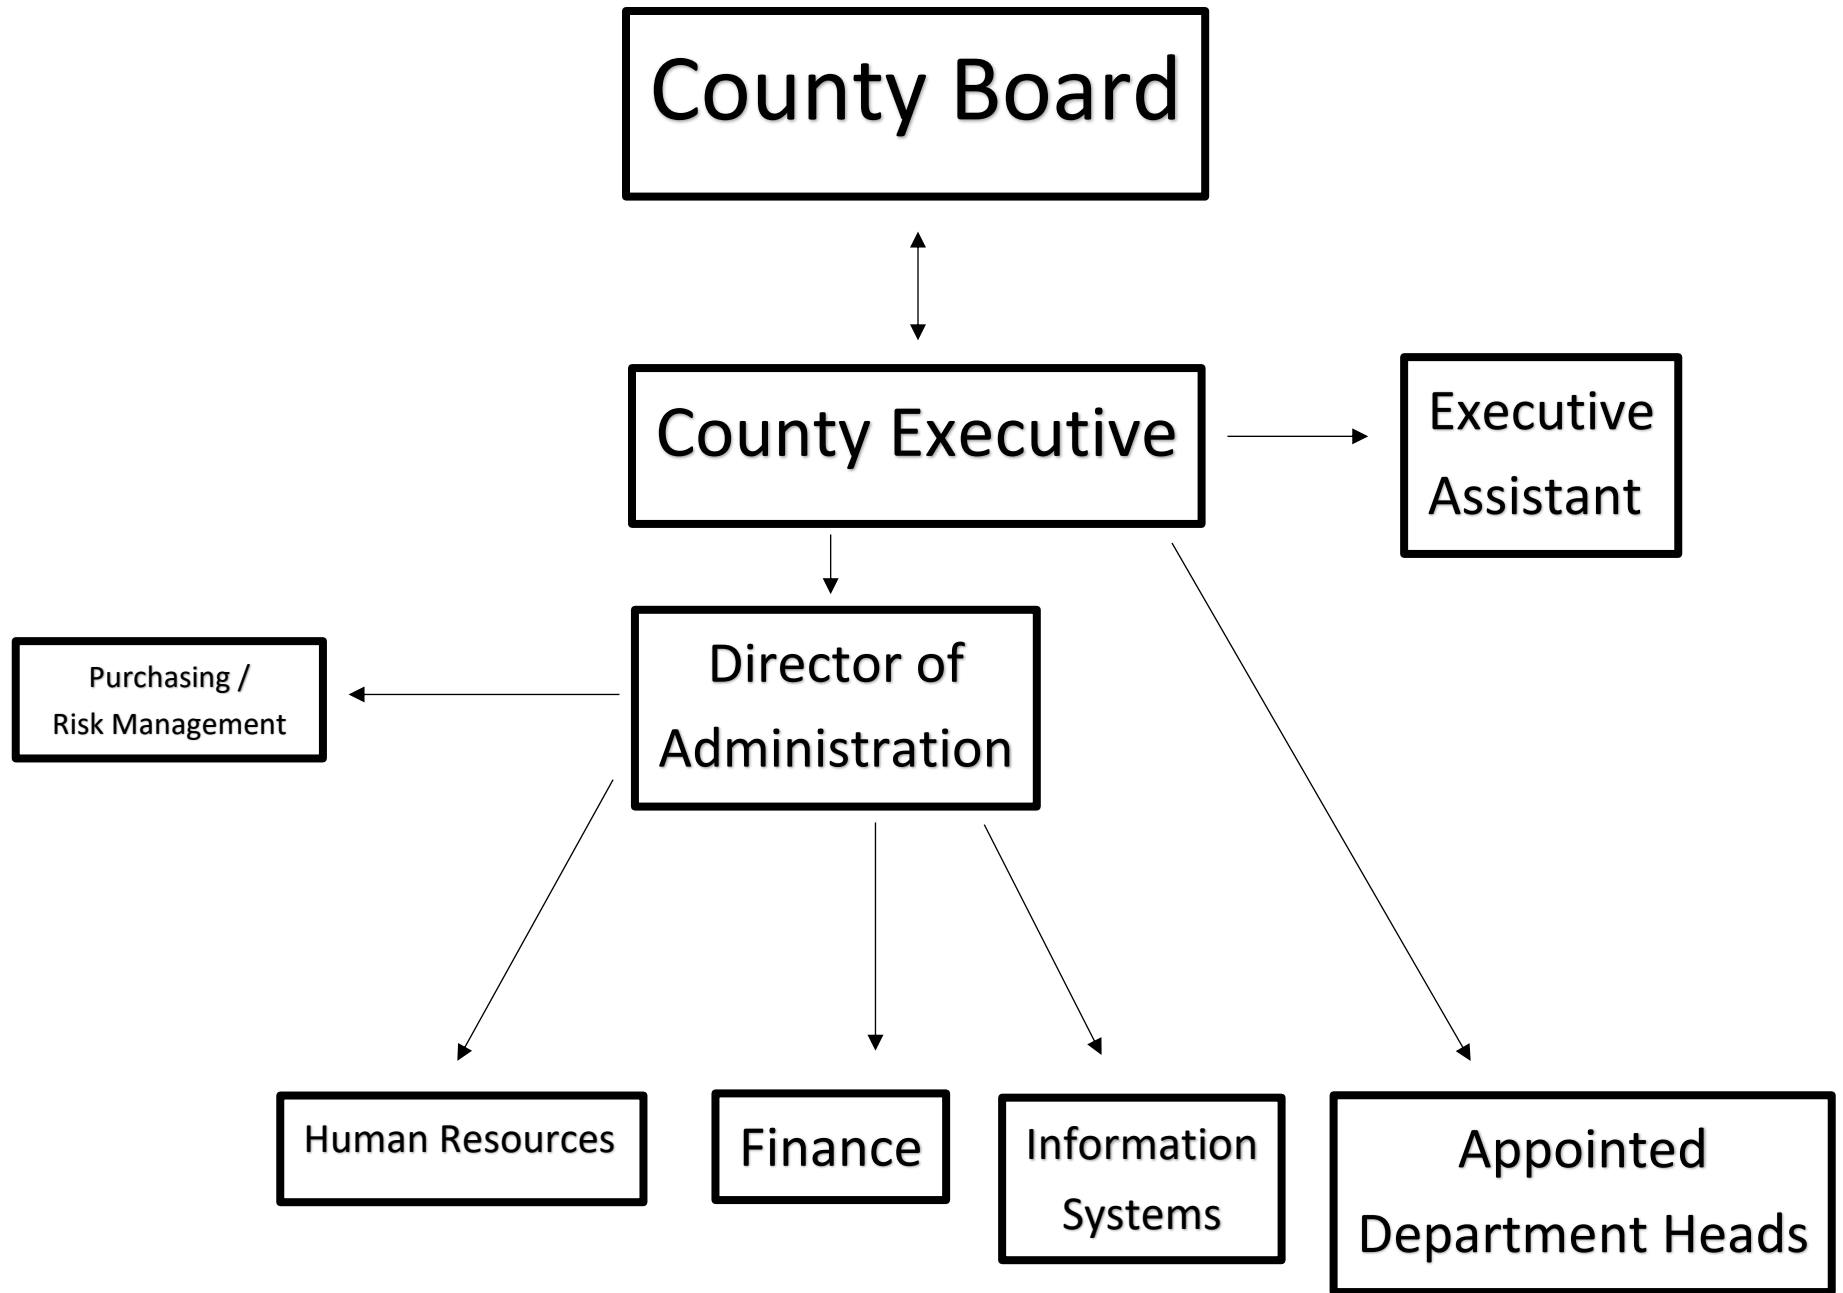 County Board
County Executive
Executive
Assistant
Director of
Administration
Purchasing /
Risk Management
Human Resources
Finance
Information
Systems
Appointed
Department Heads